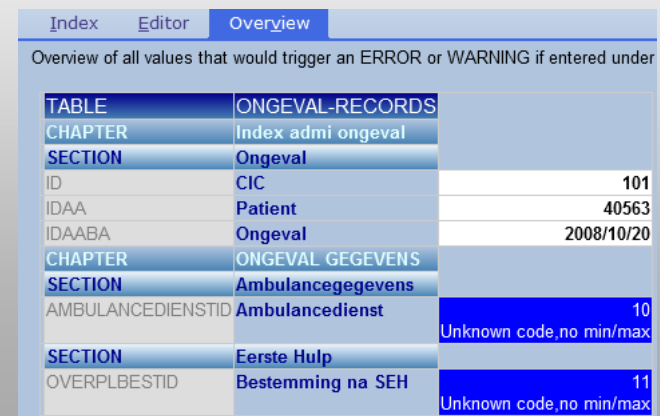 Index Editor Overview
Overview of all values that would trigger an ERROR or WARNING if entered under
TABLE ONGEVAL-RECORDS
CHAPTER Index admi ongeval
SECTION Ongeval
ID CIC 101
IDAA Patient 40563
IDAABA Ongeval 2008/10/20
CHAPTER ONGEVAL GEGEVENS
SECTION Ambulancegegevens
AMBULANCEDIENSTID Ambulancedienst 10
Unknown code,no min/max
SECTION Eerste Hulp
OVERPLBESTID Bestemming na SEH 11
Unknown code,no min/max